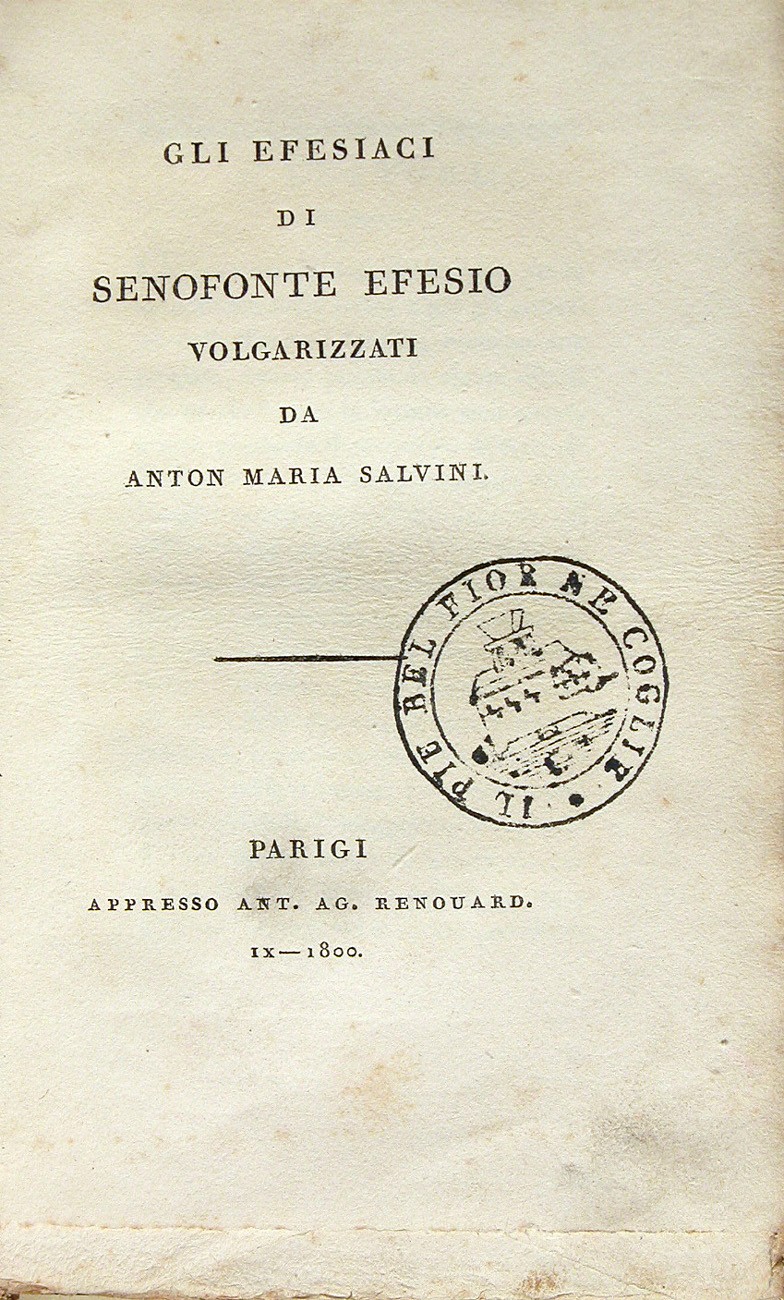 GLI EFESIACI
DI
SENOFONTE EFESIO
VOLGARIZZATI
DA
ANTON MARIA SALVINI.
IL PIE BEL FIOR NE COGLIE
PARIGI
APPRESSO ANT. AG. RENOUARD.
IX—1800.